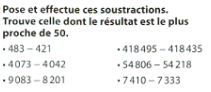 Pose et effectue ces soustractions.
Trouve celle dont le résultat est le plus
proche de 50.
• 483 – 421
• 4 073 – 4 042
• 9 083 – 8 201
• 418 495 – 418 435
• 54 806 – 54 218
• 7 410 – 7 333